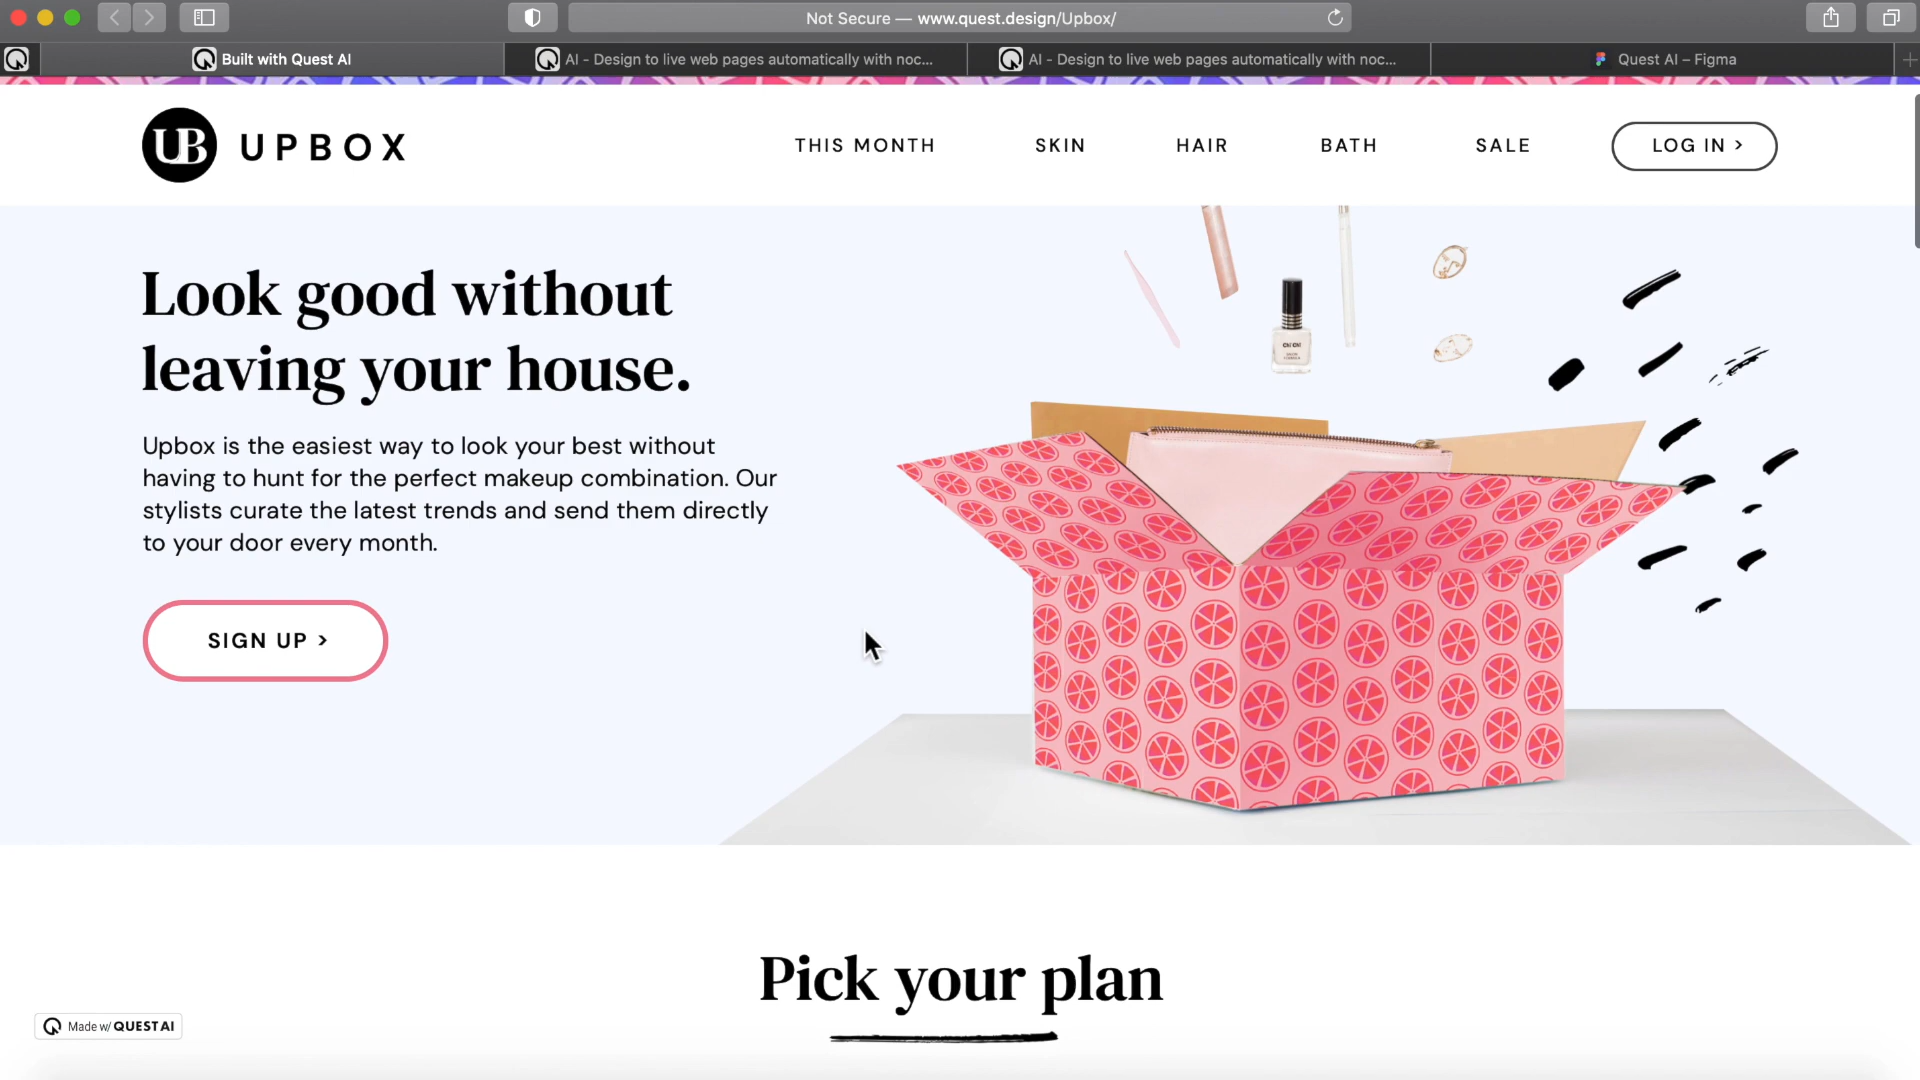 Not Secure — www.quest.design/Upbox/
Built with Quest AI
AI - Design to live web pages automatically with noc...
AI - Design to live web pages automatically with noc...
Quest AI – Figma
UB UPBOX
THIS MONTH
SKIN
HAIR
BATH
SALE
LOG IN >
Look good without
leaving your house.
Upbox is the easiest way to look your best without
having to hunt for the perfect makeup combination. Our
stylists curate the latest trends and send them directly
to your door every month.
SIGN UP >
Pick your plan
Made w/ QUEST AI